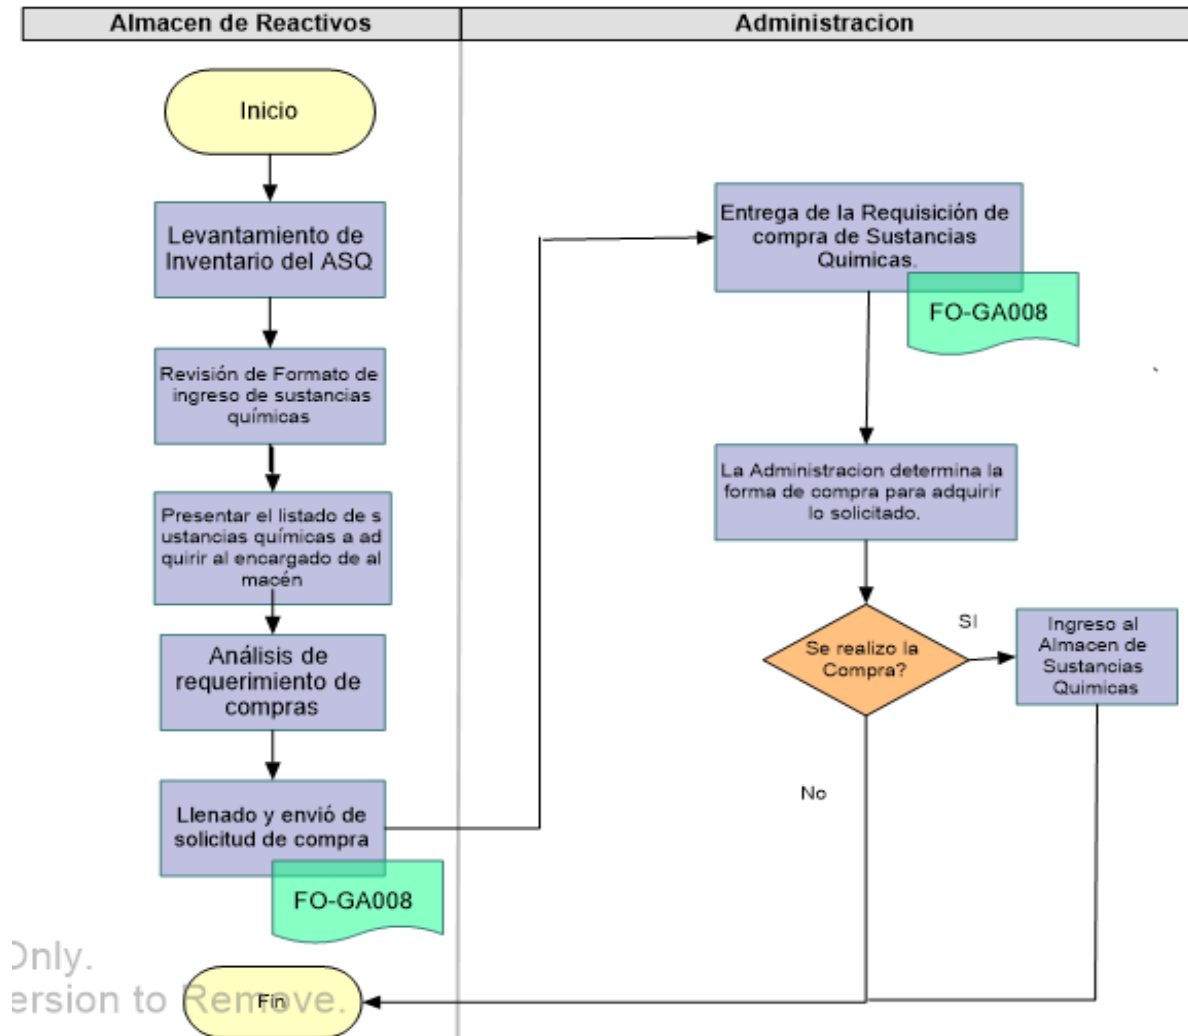 Almacen de Reactivos
Administracion
Inicio
Levantamiento de
Inventario del ASQ
Revisión de Formato de
ingreso de sustancias
químicas
Presentar el listado de s
ustancias químicas a ad
quirir al encargado de al
macén
Análisis de
requerimiento de
compras
Llenado y envió de
solicitud de compra
FO-GA008
Entrega de la Requisición de
compra de Sustancias
Quimicas.
FO-GA008
La Administracion determina la
forma de compra para adquirir
lo solicitado.
Se realizo la
Compra?
SI
Ingreso al
Almacen de
Sustancias
Quimicas
No
Fin
Only.
ersion to Remove.